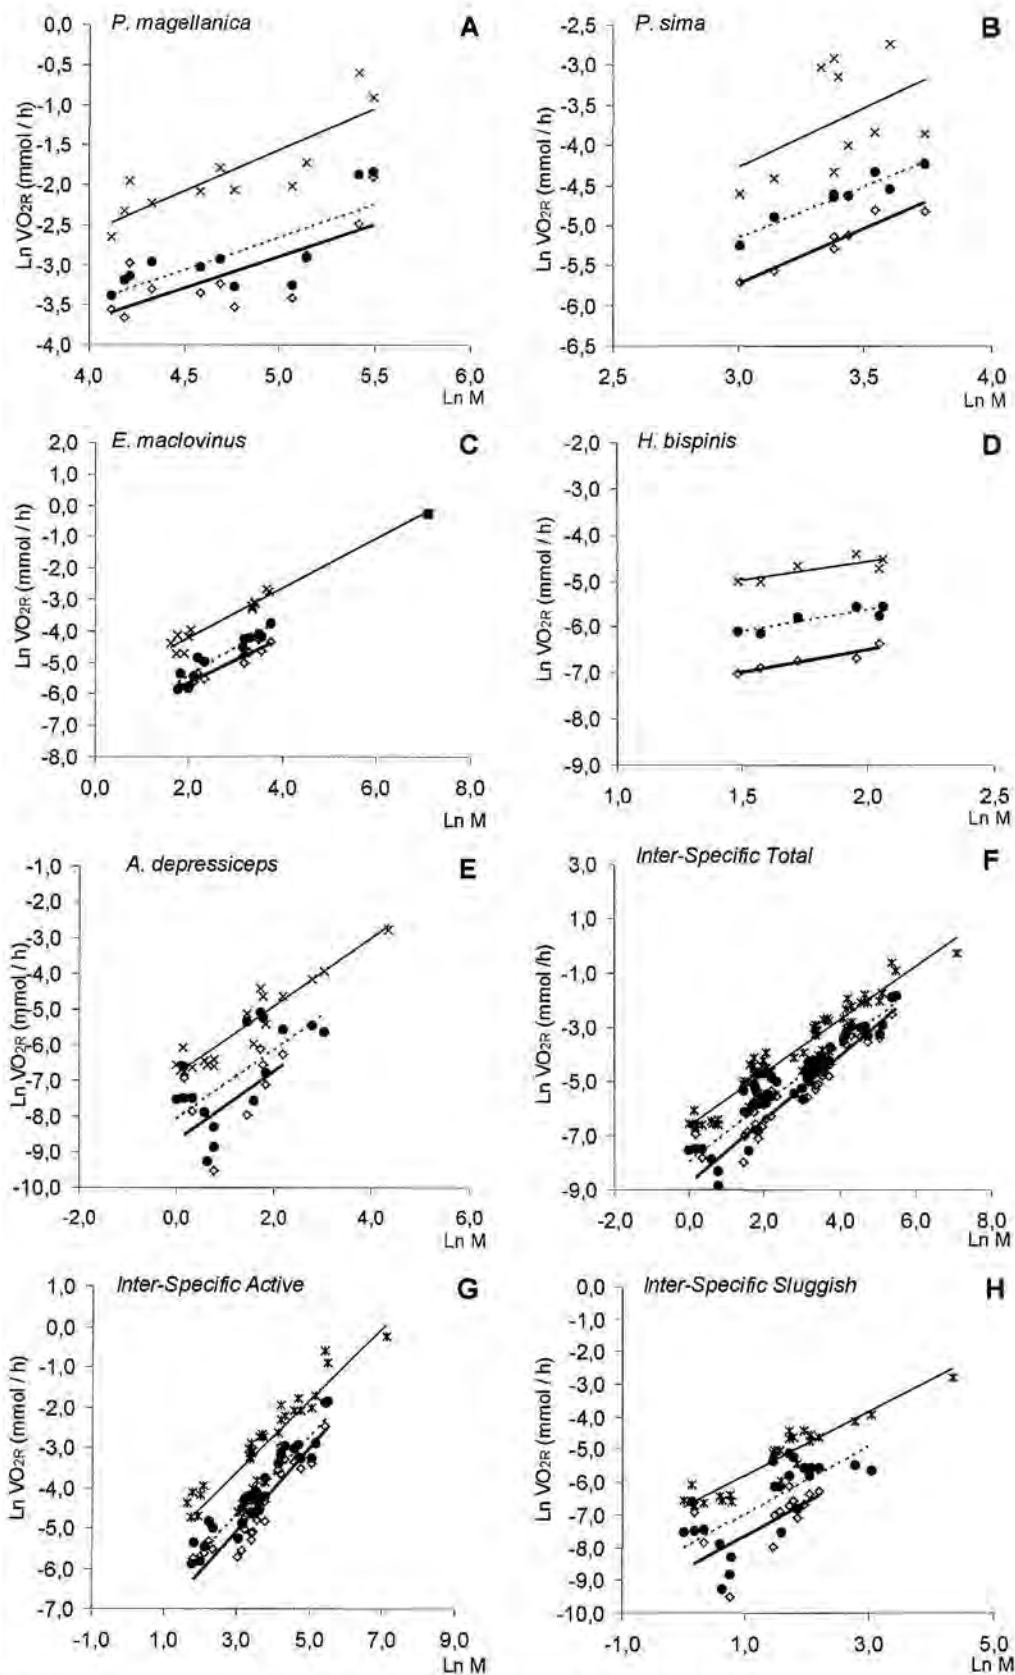 P. magellanica A
Ln VO2R (mmol / h)
0,0
-0,5
-1,0
-1,5
-2,0
-2,5
-3,0
-3,5
-4,0
4,0 4,5 5,0 5,5 6,0
Ln M
P. sima B
Ln VO2R (mmol / h)
-2,5
-3,0
-3,5
-4,0
-4,5
-5,0
-5,5
-6,0
-6,5
2,5 3,0 3,5 4,0
Ln M
E. maclovinus C
Ln VO2R (mmol / h)
2,0
1,0
0,0
-1,0
-2,0
-3,0
-4,0
-5,0
-6,0
-7,0
-8,0
0,0 2,0 4,0 6,0 8,0
Ln M
H. bispinis D
Ln VO2R (mmol / h)
-2,0
-3,0
-4,0
-5,0
-6,0
-7,0
-8,0
-9,0
1,0 1,5 2,0 2,5
Ln M
A. depressiceps E
Ln VO2R (mmol / h)
-1,0
-2,0
-3,0
-4,0
-5,0
-6,0
-7,0
-8,0
-9,0
-10,0
-2,0 0,0 2,0 4,0 6,0
Ln M
Inter-Specific Total F
Ln VO2R (mmol /h)
3,0
1,0
-1,0
-3,0
-5,0
-7,0
-9,0
-2,0 0,0 2,0 4,0 6,0 8,0
Ln M
Inter-Specific Active G
Ln VO2R (mmol / h)
1,0
0,0
-1,0
-2,0
-3,0
-4,0
-5,0
-6,0
-7,0
-1,0 1,0 3,0 5,0 7,0 9,0
Ln M
Inter-Specific Sluggish H
Ln VO2R (mmol / h)
0,0
-1,0
-2,0
-3,0
-4,0
-5,0
-6,0
-7,0
-8,0
-9,0
-10,0
-1,0 1,0 3,0 5,0
Ln M